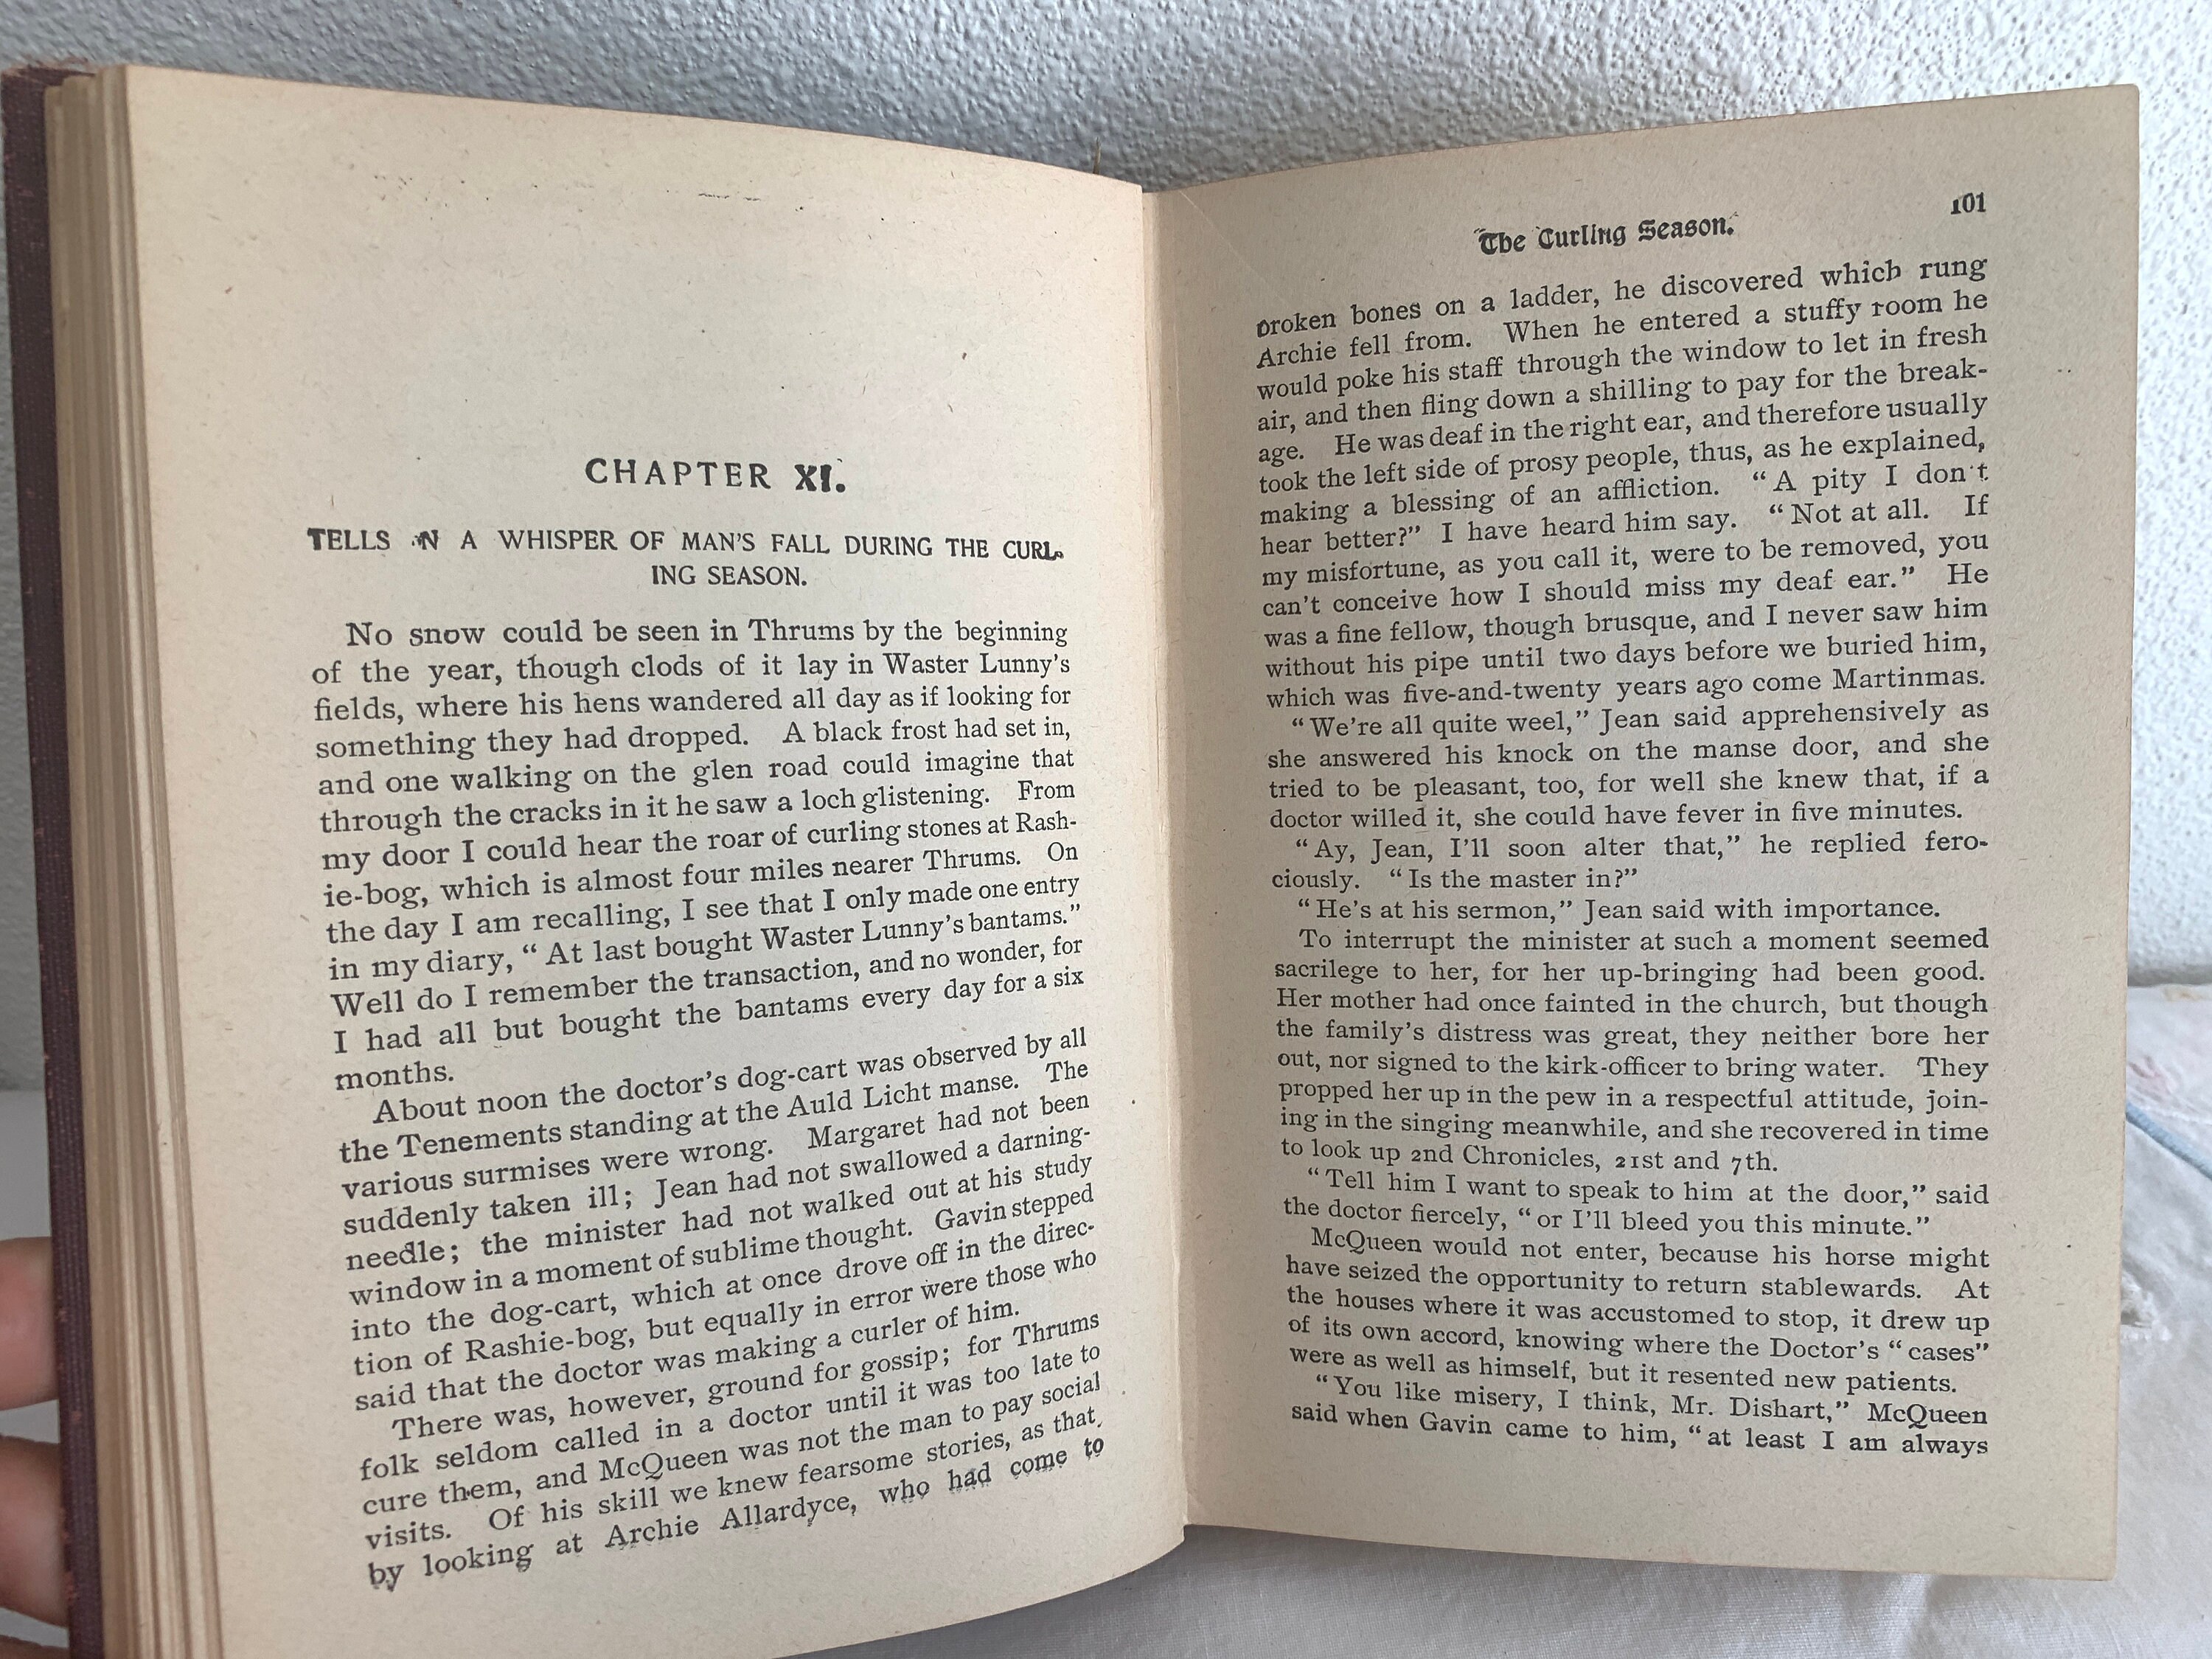 CHAPTER XI.
TELLS IN A WHISPER OF MAN'S FALL DURING THE CURL-
ING SEASON.
No snow could be seen in Thrums by the beginning
of the year, though clods of it lay in Waster Lunny's
fields, where his hens wandered all day as if looking for
something they had dropped. A black frost had set in,
and one walking on the glen road could imagine that
through the cracks in it he saw a loch glistening. From
my door I could hear the roar of curling stones at Rash-
ie-bog, which is almost four miles nearer Thrums. On
the day I am recalling, I see that I only made one entry
in my diary, “At last bought Waster Lunny's bantams.”
Well do I remember the transaction, and no wonder, for
I had all but bought the bantams every day for a six
months.
About noon the doctor's dog-cart was observed by all
the Tenements standing at the Auld Licht manse. The
various surmises were wrong. Margaret had not been
suddenly taken ill; Jean had not swallowed a darning-
needle; the minister had not walked out at his study
window in a moment of sublime thought. Gavin stepped
into the dog-cart, which at once drove off in the direc-
tion of Rashie-bog, but equally in error were those who
said that the doctor was making a curler of him.
There was, however, ground for gossip; for Thrums
folk seldom called in a doctor until it was too late to
cure them, and McQueen was not the man to pay social
visits. Of his skill we knew fearsome stories, as that,
by looking at Archie Allardyce, who had come to
101
The Curling Season.
broken bones on a ladder, he discovered which rung
Archie fell from. When he entered a stuffy room he
would poke his staff through the window to let in fresh
air, and then fling down a shilling to pay for the break-
age. He was deaf in the right ear, and therefore usually
took the left side of prosy people, thus, as he explained,
making a blessing of an affliction. “A pity I don't
hear better?” I have heard him say. “Not at all. If
my misfortune, as you call it, were to be removed, you
can't conceive how I should miss my deaf ear.” He
was a fine fellow, though brusque, and I never saw him
without his pipe until two days before we buried him,
which was five-and-twenty years ago come Martinmas.
“We're all quite weel,” Jean said apprehensively as
she answered his knock on the manse door, and she
tried to be pleasant, too, for well she knew that, if a
doctor willed it, she could have fever in five minutes.
“Ay, Jean, I'll soon alter that,” he replied fero-
ciously. “Is the master in?”
“He's at his sermon,” Jean said with importance.
To interrupt the minister at such a moment seemed
sacrilege to her, for her up-bringing had been good.
Her mother had once fainted in the church, but though
the family's distress was great, they neither bore her
out, nor signed to the kirk-officer to bring water. They
propped her up in the pew in a respectful attitude, join-
ing in the singing meanwhile, and she recovered in time
to look up 2nd Chronicles, 21st and 7th.
“Tell him I want to speak to him at the door,” said
the doctor fiercely, “or I'll bleed you this minute.”
McQueen would not enter, because his horse might
have seized the opportunity to return stablewards. At
the houses where it was accustomed to stop, it drew up
of its own accord, knowing where the Doctor's “cases”
were as well as himself, but it resented new patients.
“You like misery, I think, Mr. Dishart,” McQueen
said when Gavin came to him, “at least I am always